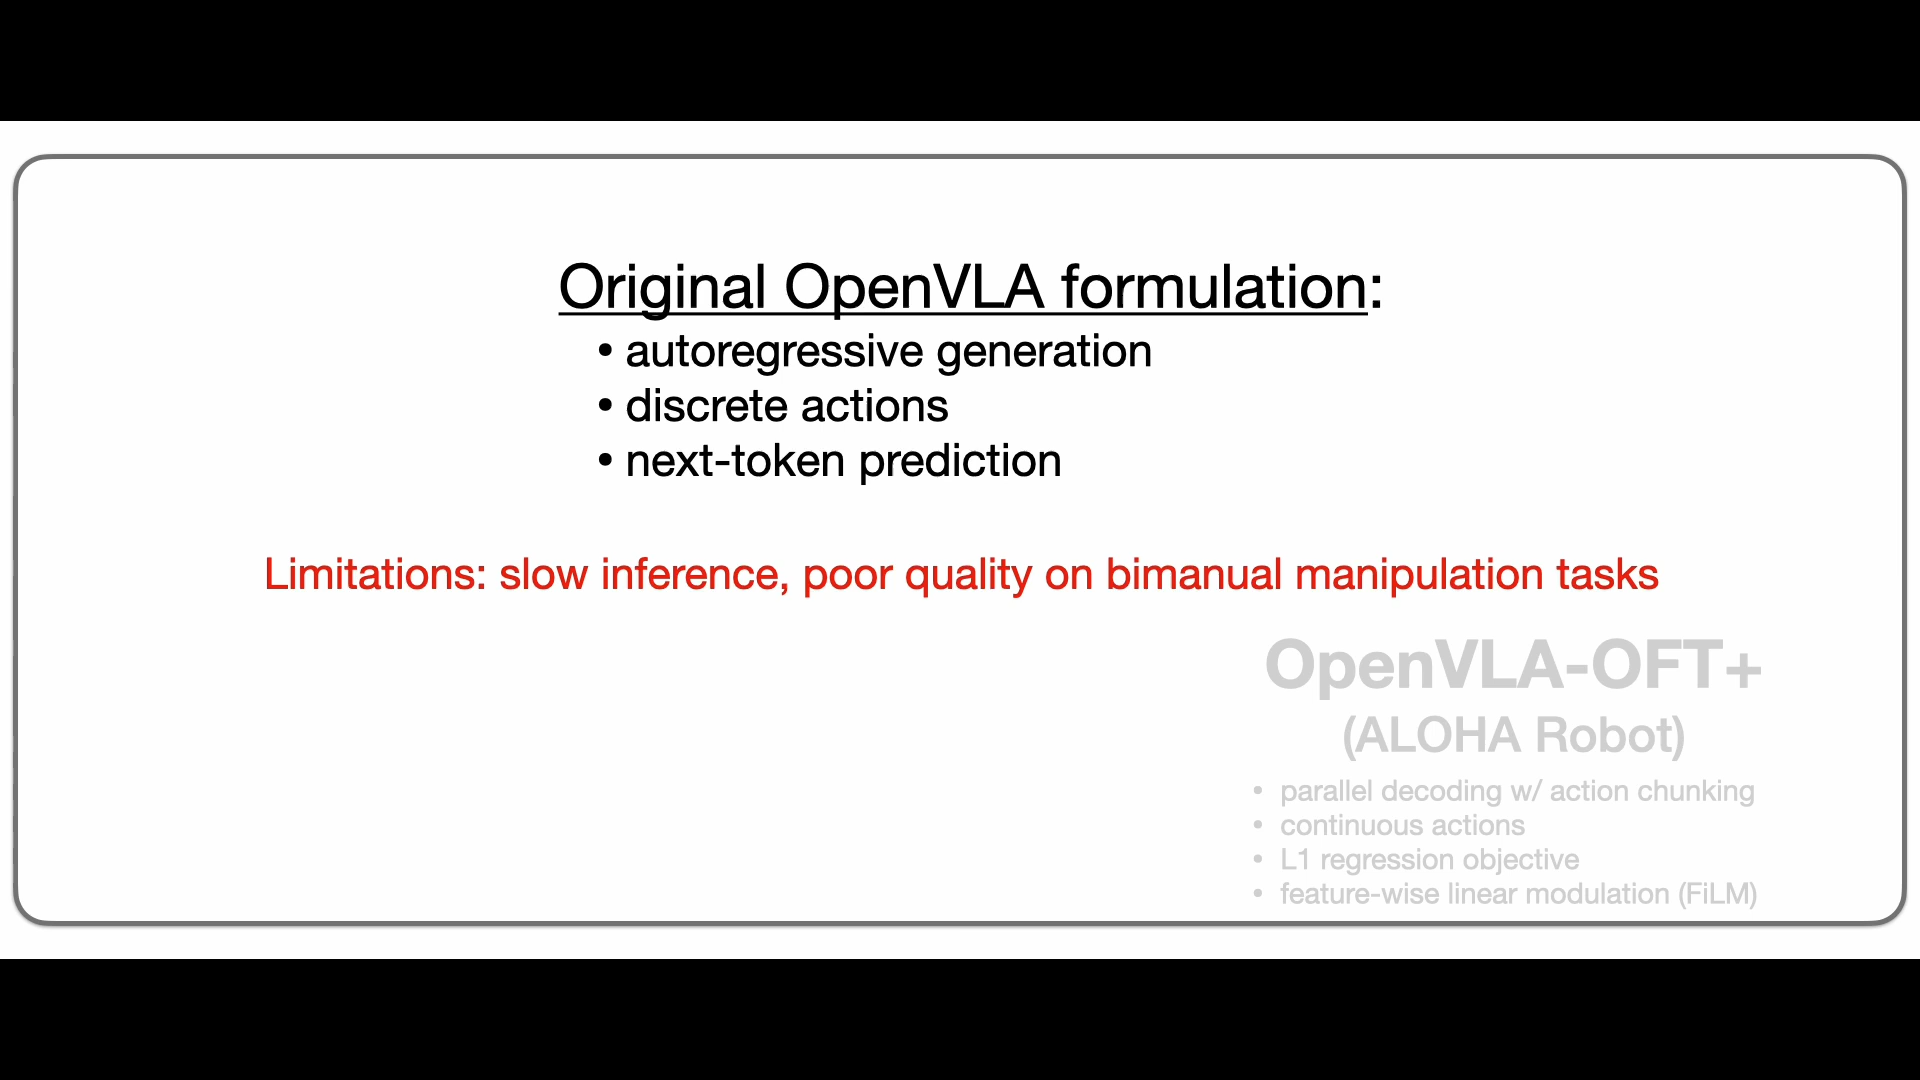 Original OpenVLA formulation:
• autoregressive generation
• discrete actions
• next-token prediction
Limitations: slow inference, poor quality on bimanual manipulation tasks
OpenVLA-OFT+
(ALOHA Robot)
• parallel decoding w/ action chunking
• continuous actions
• L1 regression objective
• feature-wise linear modulation (FiLM)